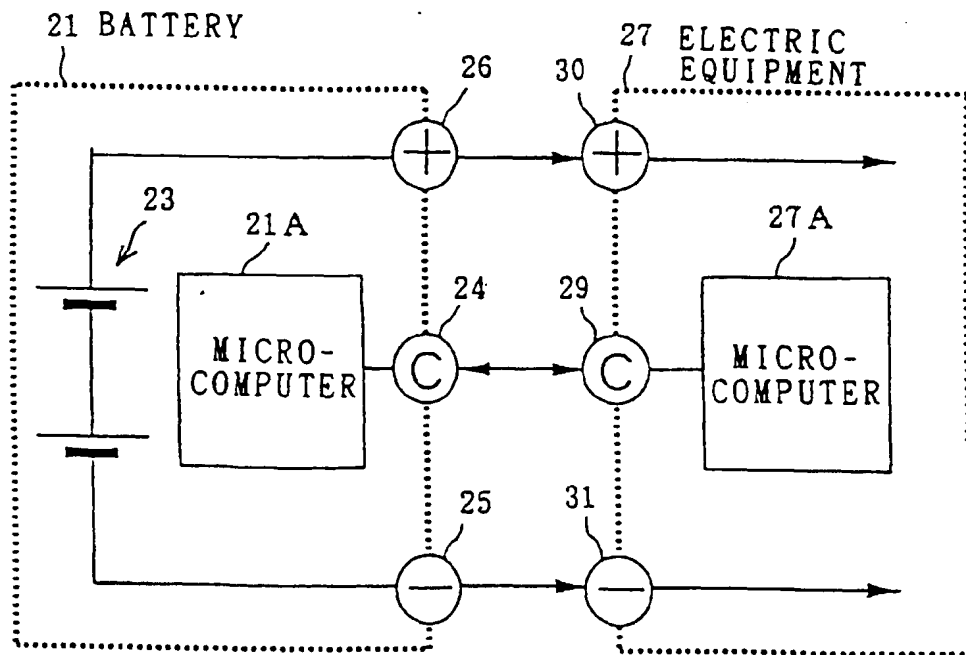 21 BATTERY
27 ELECTRIC
EQUIPMENT
26
30
+
+
23
21A
27A
24
29
MICRO-
COMPUTER
C
C
MICRO-
COMPUTER
25
31
−
−